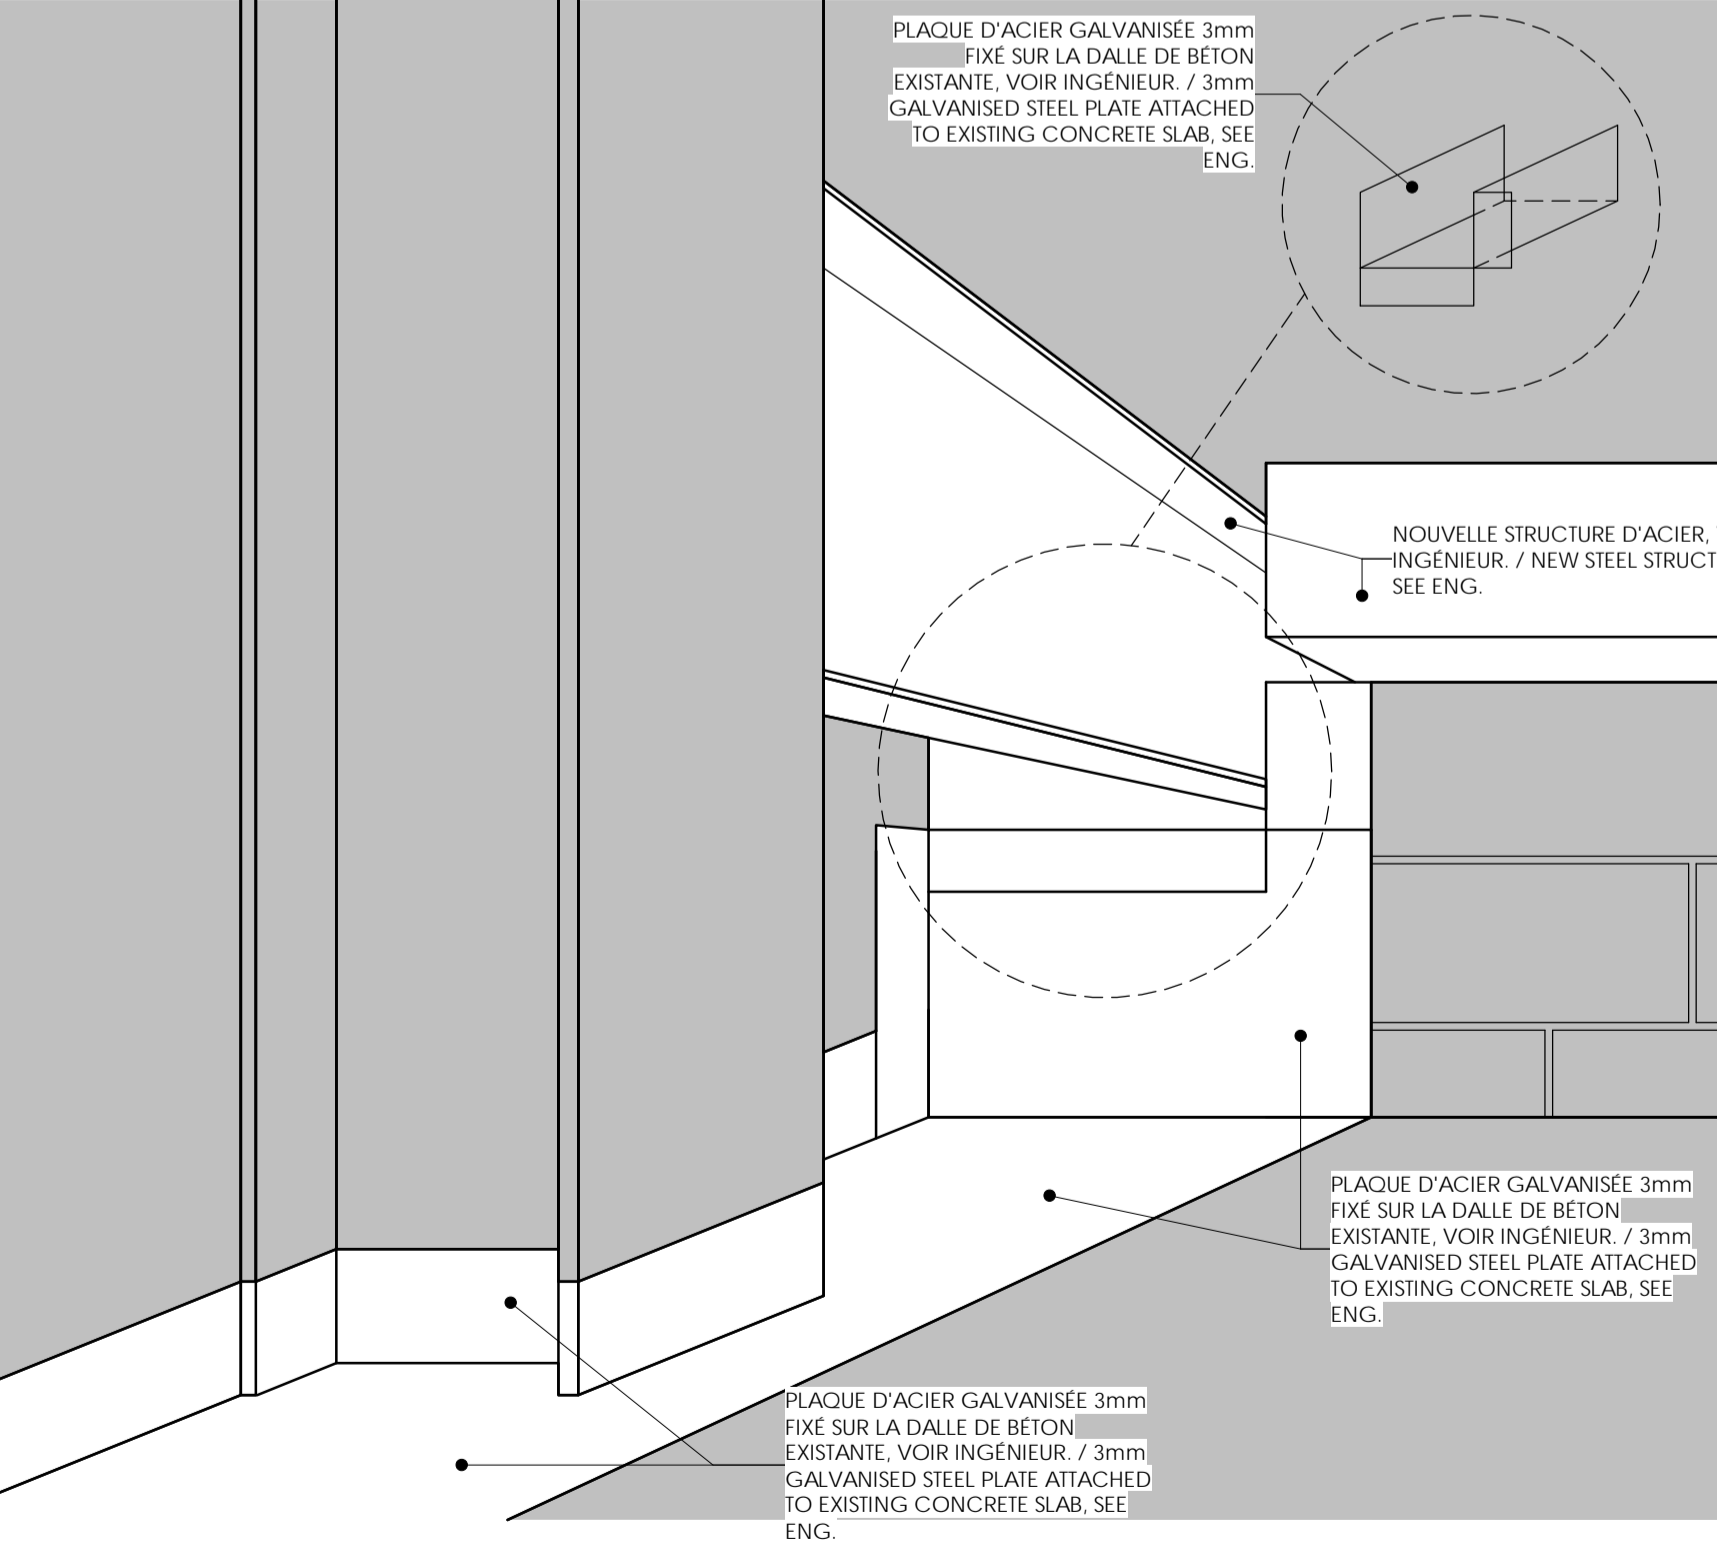 PLAQUE D'ACIER GALVANISÉE 3mm
FIXÉ SUR LA DALLE DE BÉTON
EXISTANTE, VOIR INGÉNIEUR. / 3mm
GALVANISED STEEL PLATE ATTACHED
TO EXISTING CONCRETE SLAB, SEE
ENG.
NOUVELLE STRUCTURE D'ACIER,
INGÉNIEUR. / NEW STEEL STRUCT
SEE ENG.
PLAQUE D'ACIER GALVANISÉE 3mm
FIXÉ SUR LA DALLE DE BÉTON
EXISTANTE, VOIR INGÉNIEUR. / 3mm
GALVANISED STEEL PLATE ATTACHED
TO EXISTING CONCRETE SLAB, SEE
ENG.
PLAQUE D'ACIER GALVANISÉE 3mm
FIXÉ SUR LA DALLE DE BÉTON
EXISTANTE, VOIR INGÉNIEUR. / 3mm
GALVANISED STEEL PLATE ATTACHED
TO EXISTING CONCRETE SLAB, SEE
ENG.